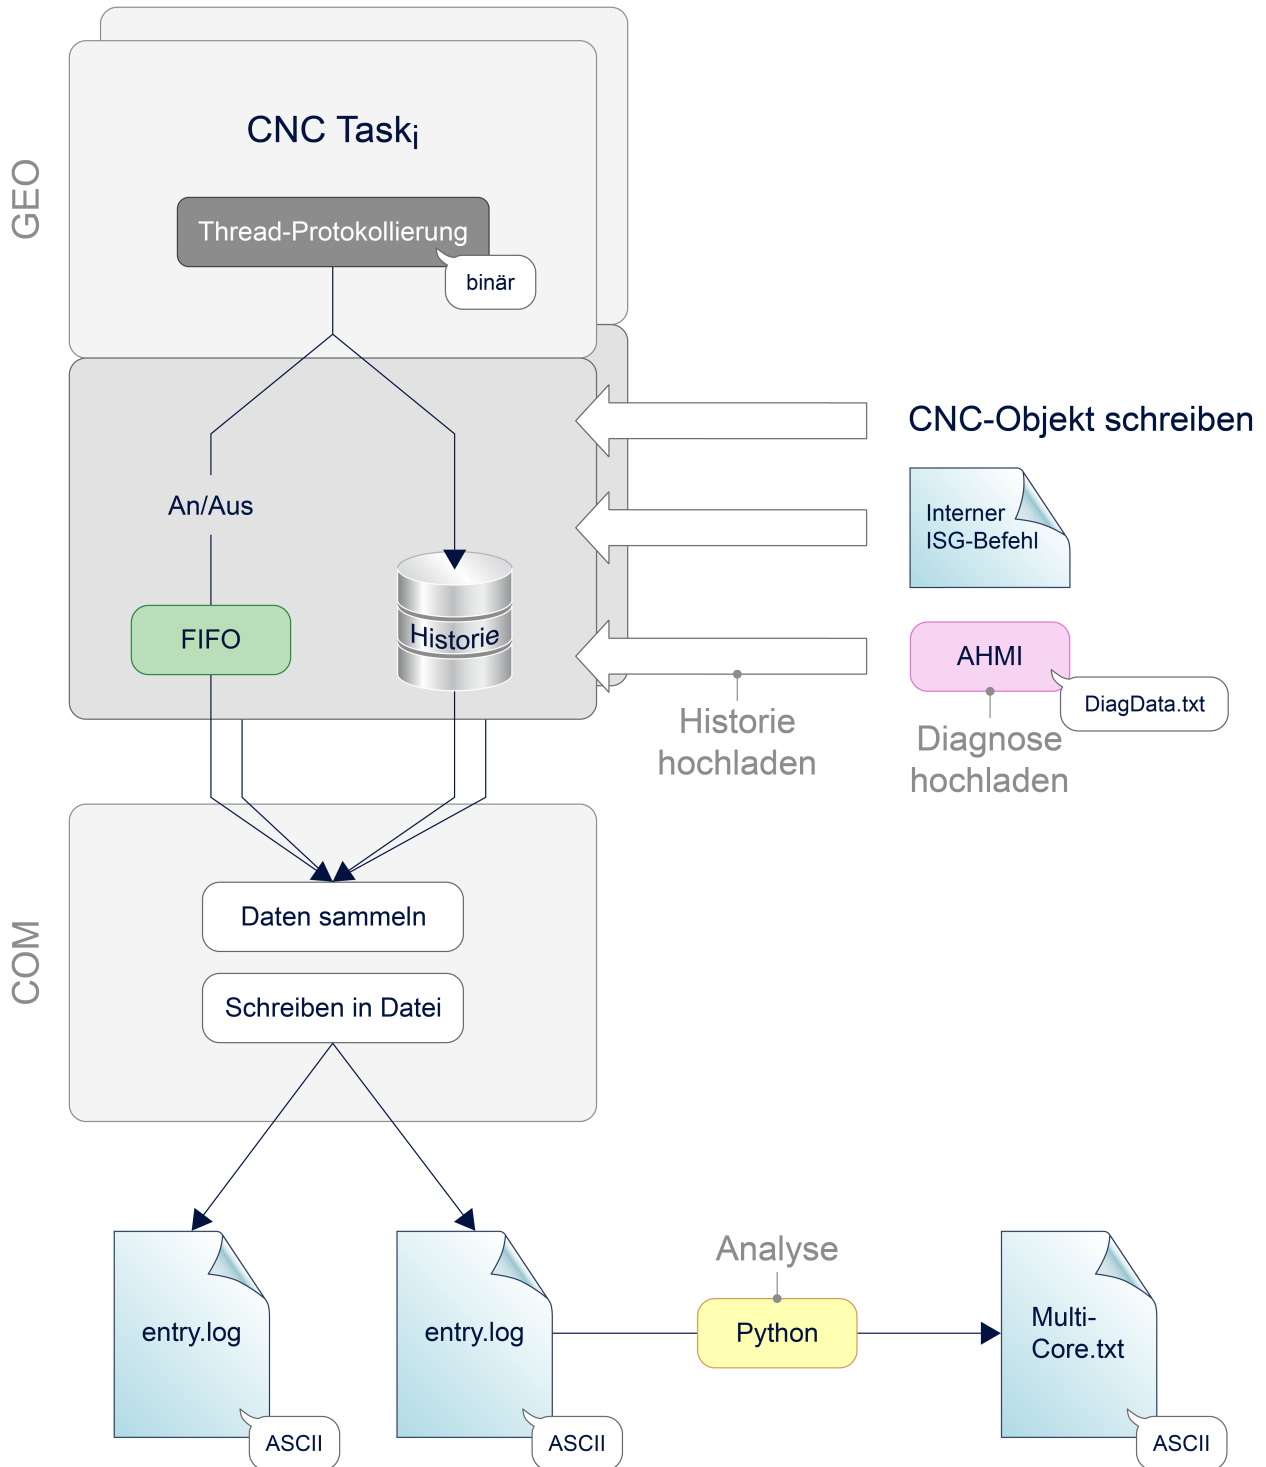 GEO
CNC Taski
Thread-Protokollierung
binär
An/Aus
FIFO
Historie
CNC-Objekt schreiben
Interner
ISG-Befehl
AHMI
DiagData.txt
Historie
hochladen
Diagnose
hochladen
COM
Daten sammeln
Schreiben in Datei
entry.log
ASCII
entry.log
ASCII
Analyse
Python
Multi-
Core.txt
ASCII